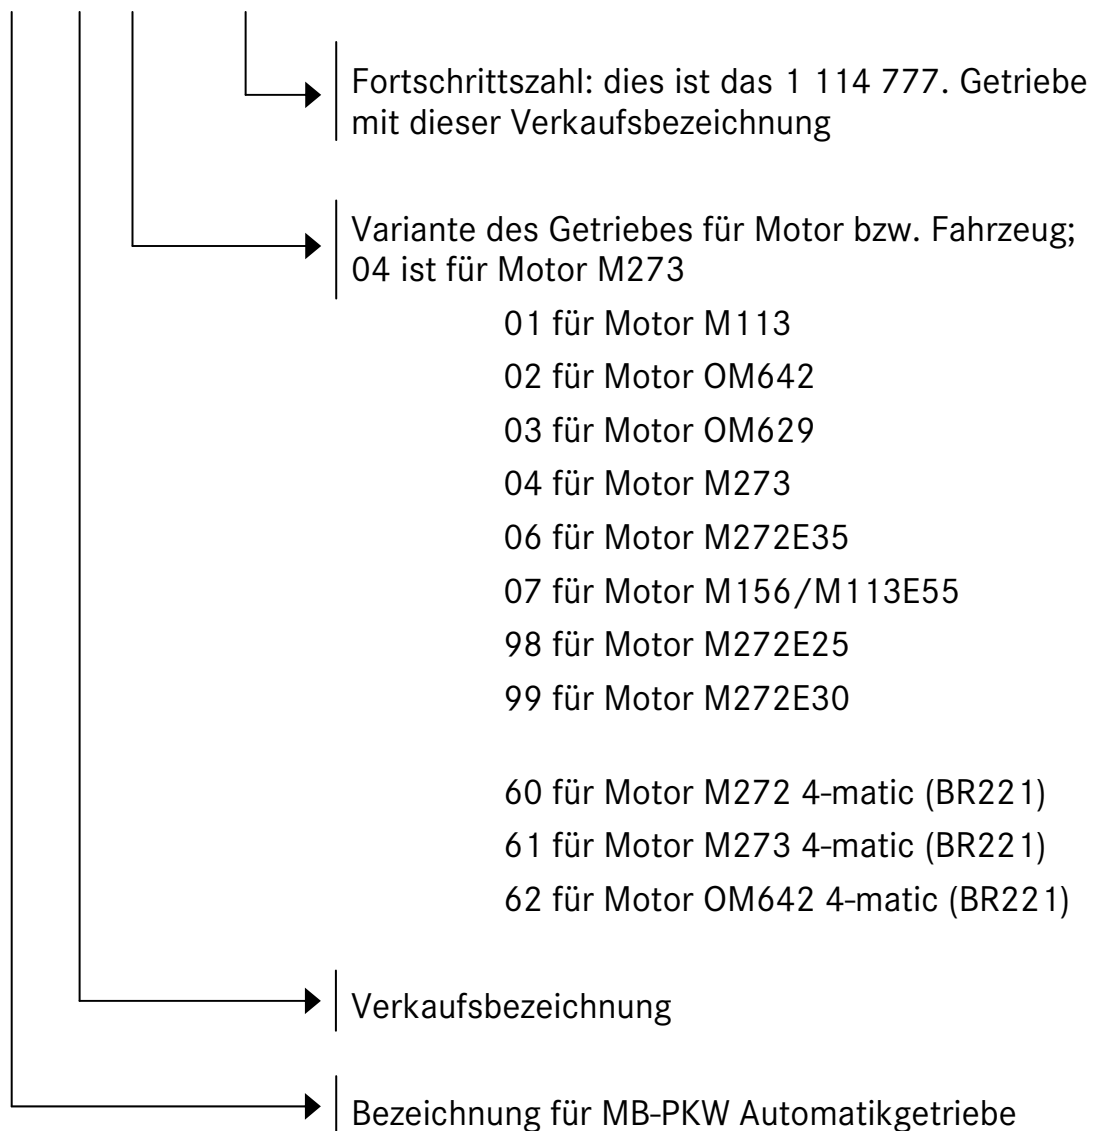 Fortschrittszahl: dies ist das 1 114 777. Getriebe
mit dieser Verkaufsbezeichnung
Variante des Getriebes für Motor bzw. Fahrzeug;
04 ist für Motor M273
01 für Motor M113
02 für Motor OM642
03 für Motor OM629
04 für Motor M273
06 für Motor M272E35
07 für Motor M156/M113E55
98 für Motor M272E25
99 für Motor M272E30
60 für Motor M272 4-matic (BR221)
61 für Motor M273 4-matic (BR221)
62 für Motor OM642 4-matic (BR221)
Verkaufsbezeichnung
Bezeichnung für MB-PKW Automatikgetriebe